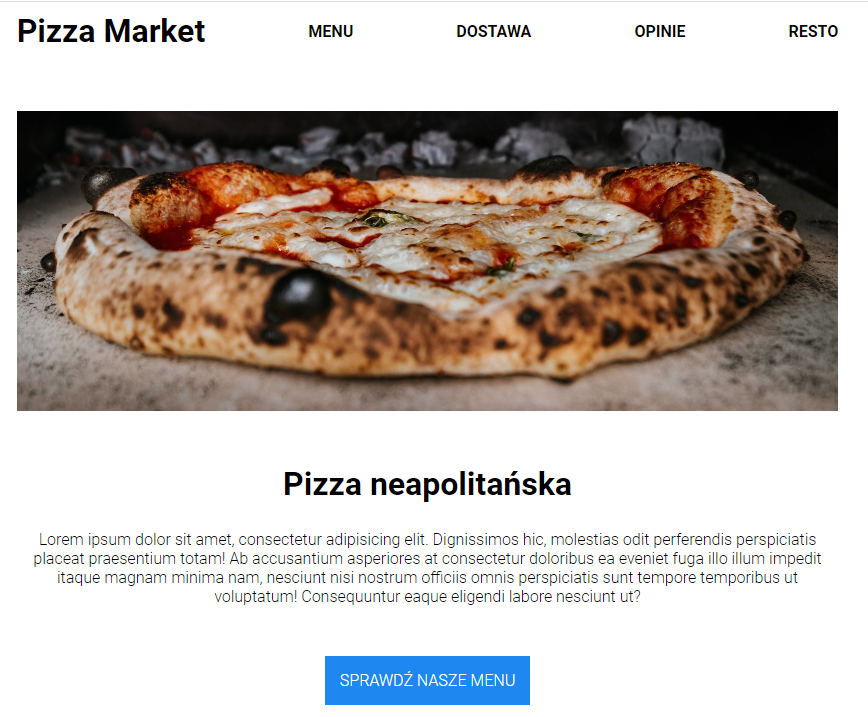 Pizza Market
MENU
DOSTAWA
OPINIE
RESTO
Pizza neapolitańska
Lorem ipsum dolor sit amet, consectetur adipisicing elit. Dignissimos hic, molestias odit perferendis perspiciatis
placeat praesentium totam! Ab accusantium asperiores at consectetur doloribus ea eveniet fuga illo illum impedit
itaque magnam minima nam, nesciunt nisi nostrum officiis omnis perspiciatis sunt tempore temporibus ut
voluptatum! Consequuntur eaque eligendi labore nesciunt ut?
SPRAWDŹ NASZE MENU